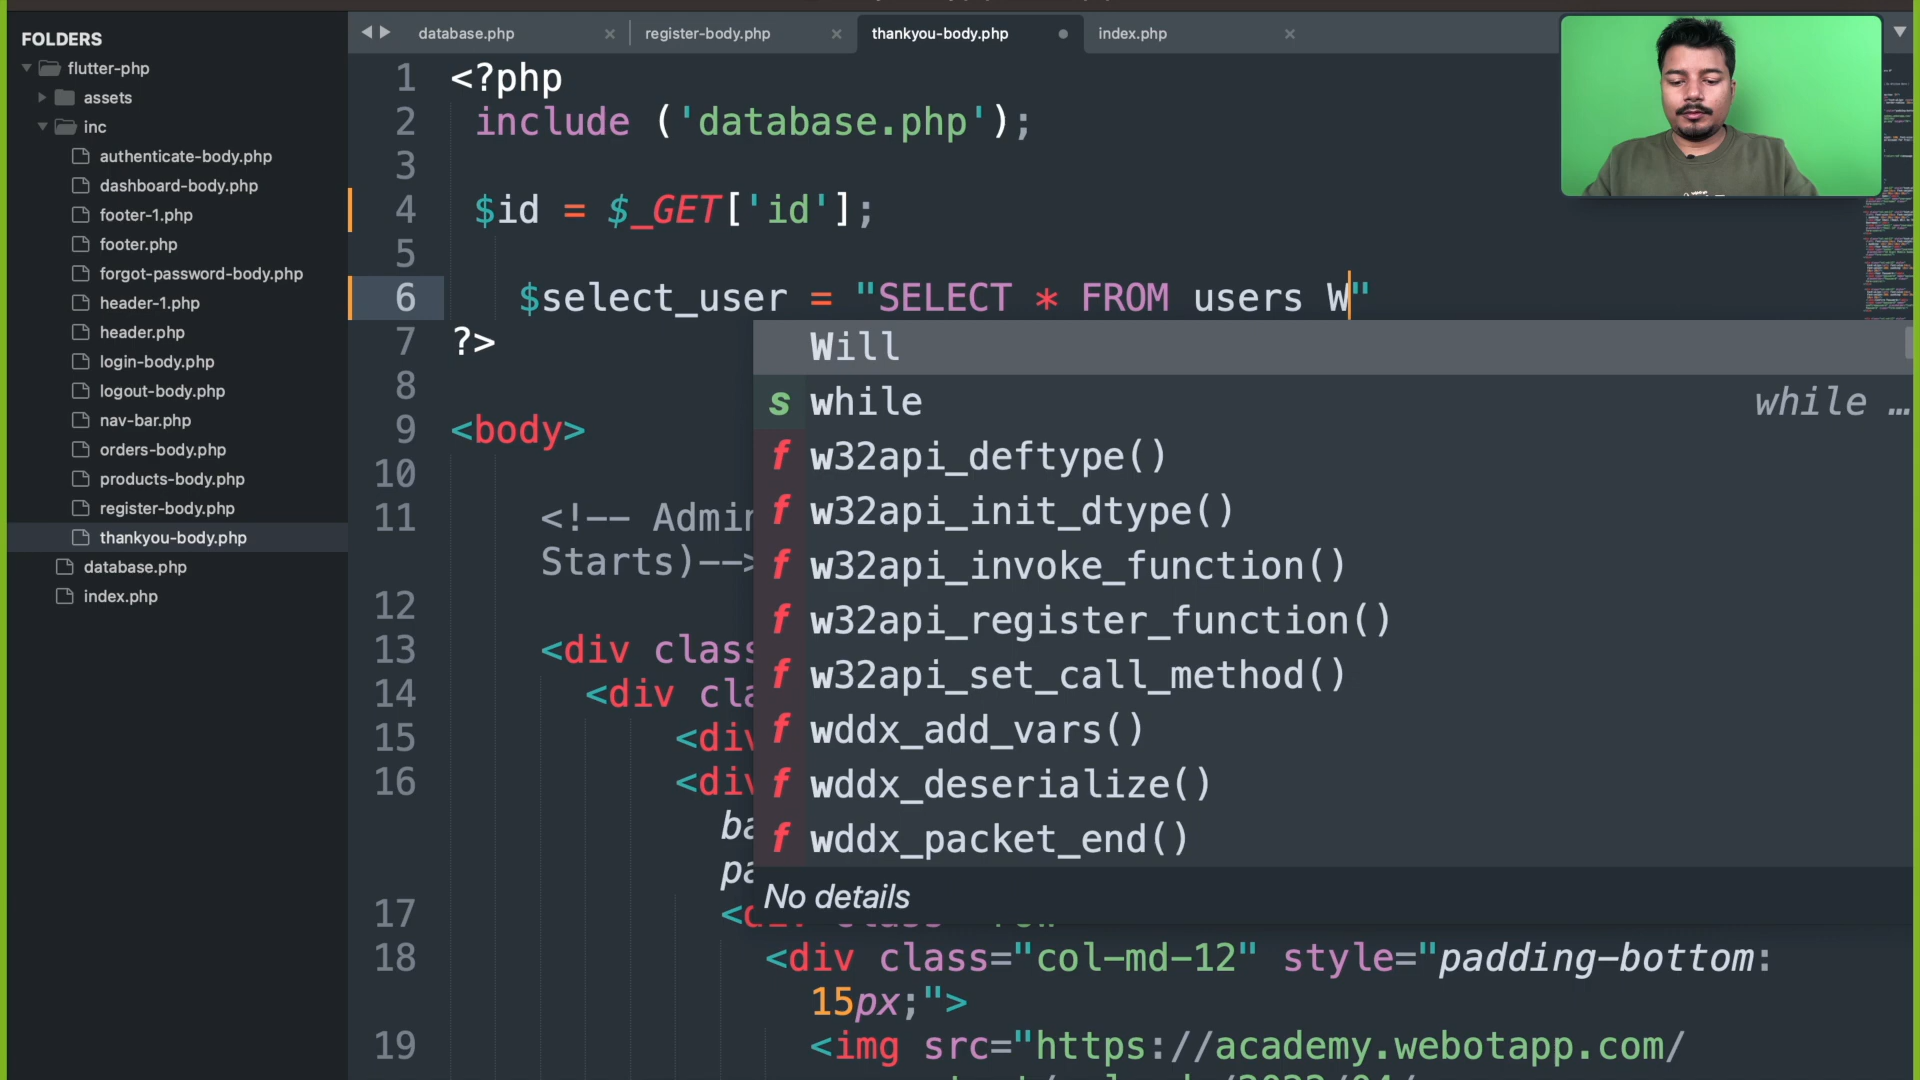 FOLDERS
flutter-php
assets
inc
authenticate-body.php
dashboard-body.php
footer-1.php
footer.php
forgot-password-body.php
header-1.php
header.php
login-body.php
logout-body.php
nav-bar.php
orders-body.php
products-body.php
register-body.php
thankyou-body.php
database.php
index.php
database.php
register-body.php
thankyou-body.php
index.php
1 <?php
2 include ('database.php');
3
4 $id = $_GET['id'];
5
6 $select_user = "SELECT * FROM users W"
7 ?>
8
9 <body>
10
11 <!-- Admin
Starts)-->
12
13 <div class
14 <div cla
15 <div
16 <div
ba
pa
17
18 <div class="col-md-12" style="padding-bottom:
15px;">
19 <img src="https://academy.webotapp.com/
Will
s while while …
f w32api_deftype()
f w32api_init_dtype()
f w32api_invoke_function()
f w32api_register_function()
f w32api_set_call_method()
f wddx_add_vars()
f wddx_deserialize()
f wddx_packet_end()
No details